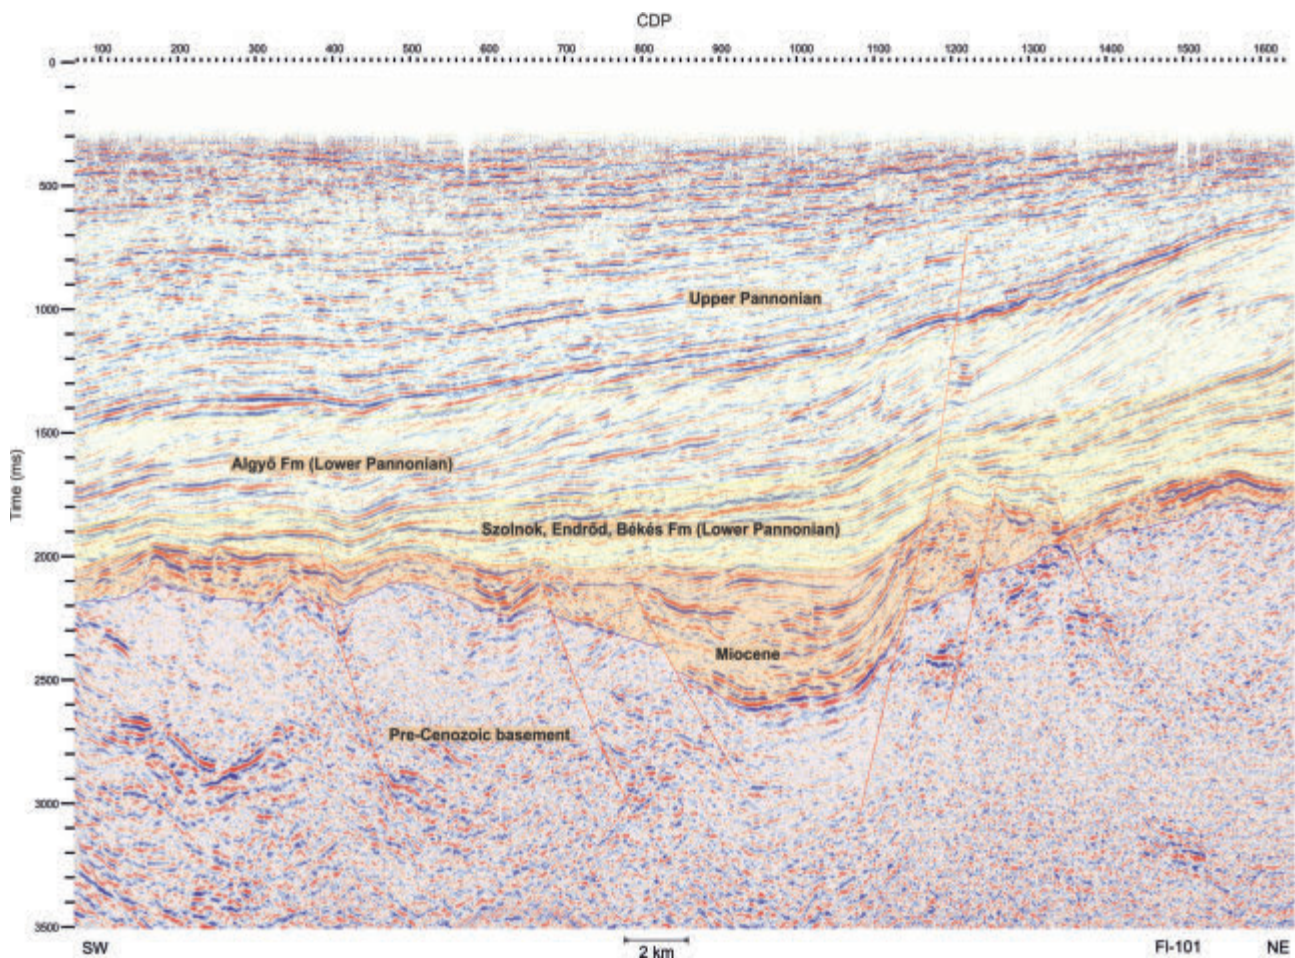 CDP
100 200 300 400 500 600 700 800 900 1000 1100 1200 1300 1400 1500 1600
0
500
1000
Upper Pannonian
1500
Time (ms)
Algyő Fm (Lower Pannonian)
Szolnok, Endrőd, Békés Fm (Lower Pannonian)
2000
Miocene
2500
Pre-Cenozoic basement
3000
3500
SW
2 km
FI-101
NE